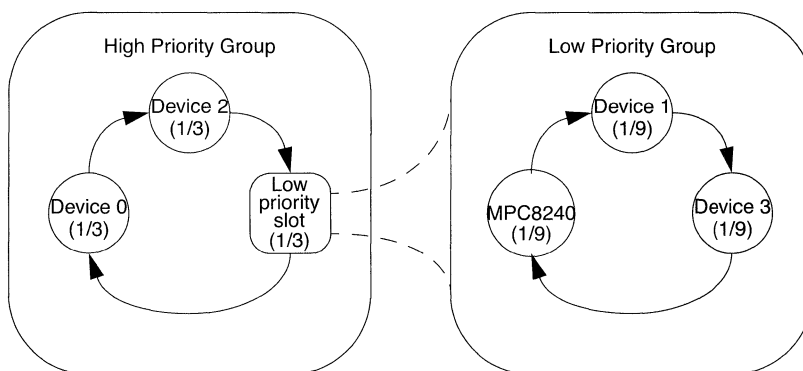 High Priority Group
Device 2
(1/3)
Device 0
(1/3)
Low
priority
slot
(1/3)
Low Priority Group
Device 1
(1/9)
MPC8240
(1/9)
Device 3
(1/9)